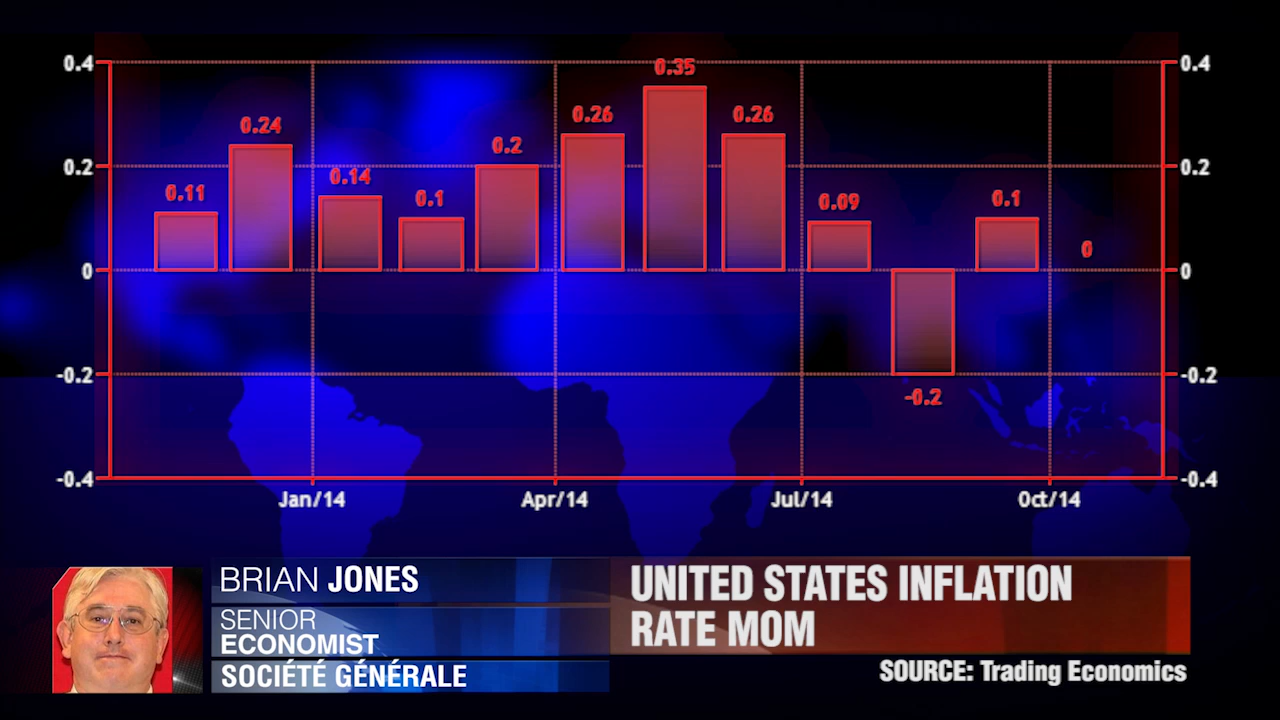 0.4
0.4
0.35
0.26
0.26
0.24
0.2
0.2
0.2
0.14
0.11
0.1
0.09
0.1
0
0
0
-0.2
-0.2
-0.2
-0.4
-0.4
Jan/14
Apr/14
Jul/14
Oct/14
BRIAN JONES
SENIOR
ECONOMIST
SOCIÉTÉ GÉNÉRALE
UNITED STATES INFLATION
RATE MOM
SOURCE: Trading Economics